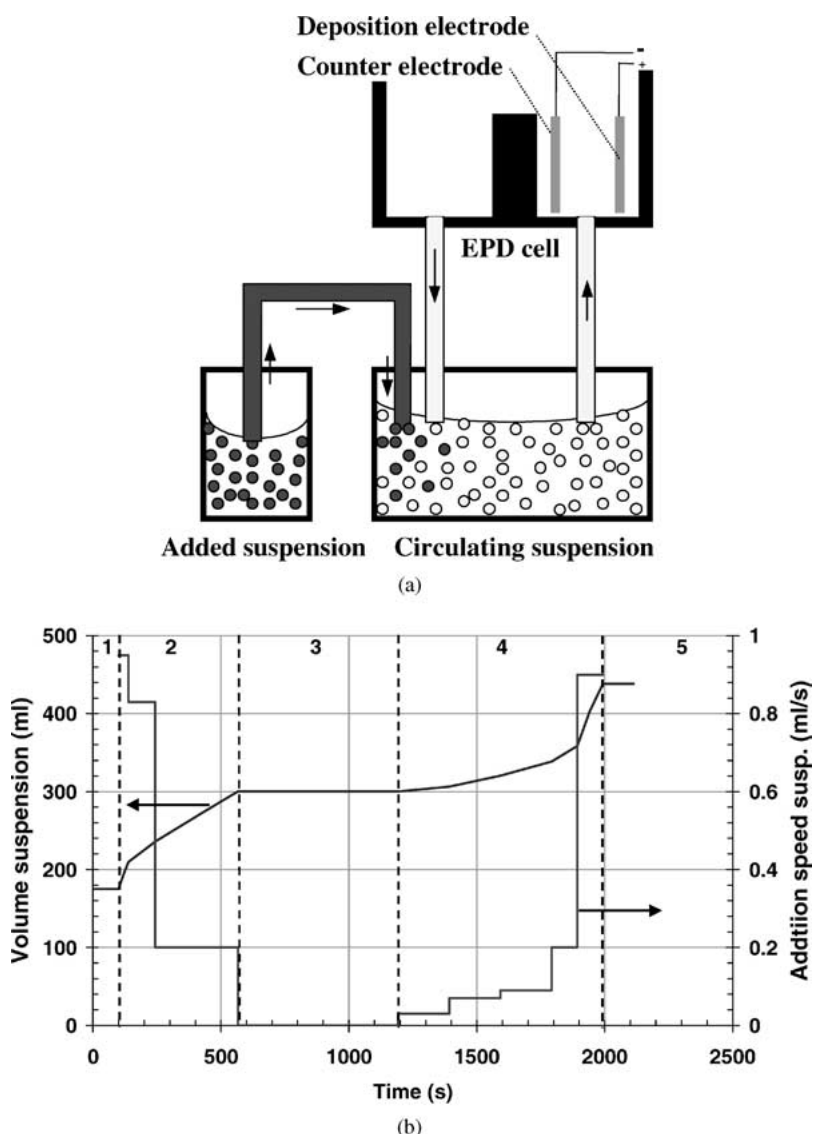 Deposition electrode
Counter electrode
-
+
EPD cell
Added suspension
Circulating suspension
(a)
500
400
300
200
100
0
Volume suspension (ml)
1
2
3
4
5
1
0.8
0.6
0.4
0.2
0
Addtiion speed susp. (ml/s)
0
500
1000
1500
2000
2500
Time (s)
(b)